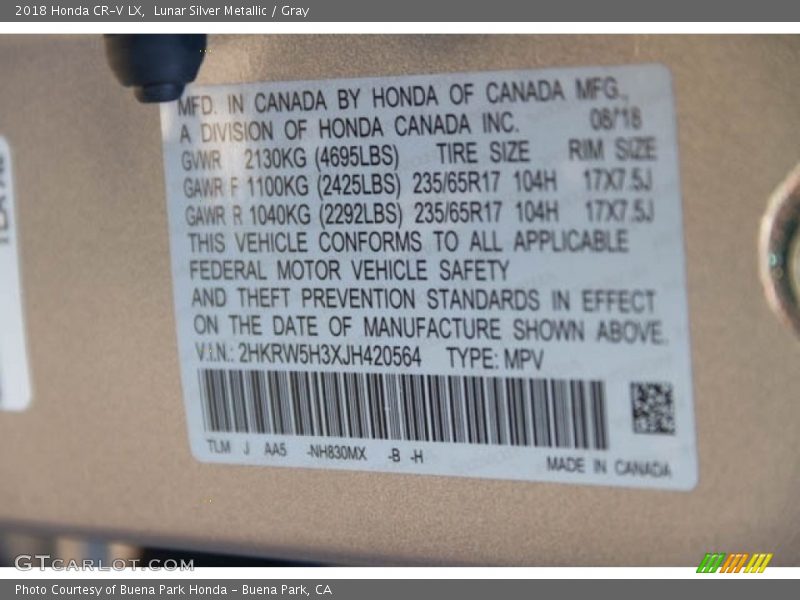 2018 Honda CR-V LX, Lunar Silver Metallic / Gray
MFD. IN CANADA BY HONDA OF CANADA MFG.,
A DIVISION OF HONDA CANADA INC. 06/18
GVWR 2130KG (4695LBS) TIRE SIZE RIM SIZE
GAWR F 1100KG (2425LBS) 235/65R17 104H 17X7.5J
GAWR R 1040KG (2292LBS) 235/65R17 104H 17X7.5J
THIS VEHICLE CONFORMS TO ALL APPLICABLE
FEDERAL MOTOR VEHICLE SAFETY
AND THEFT PREVENTION STANDARDS IN EFFECT
ON THE DATE OF MANUFACTURE SHOWN ABOVE.
V.I.N.: 2HKRW5H3XJH420564 TYPE: MPV
TLM J AA5 -NH830MX -B -H
MADE IN CANADA
GTCarLot.com
Photo Courtesy of Buena Park Honda - Buena Park, CA